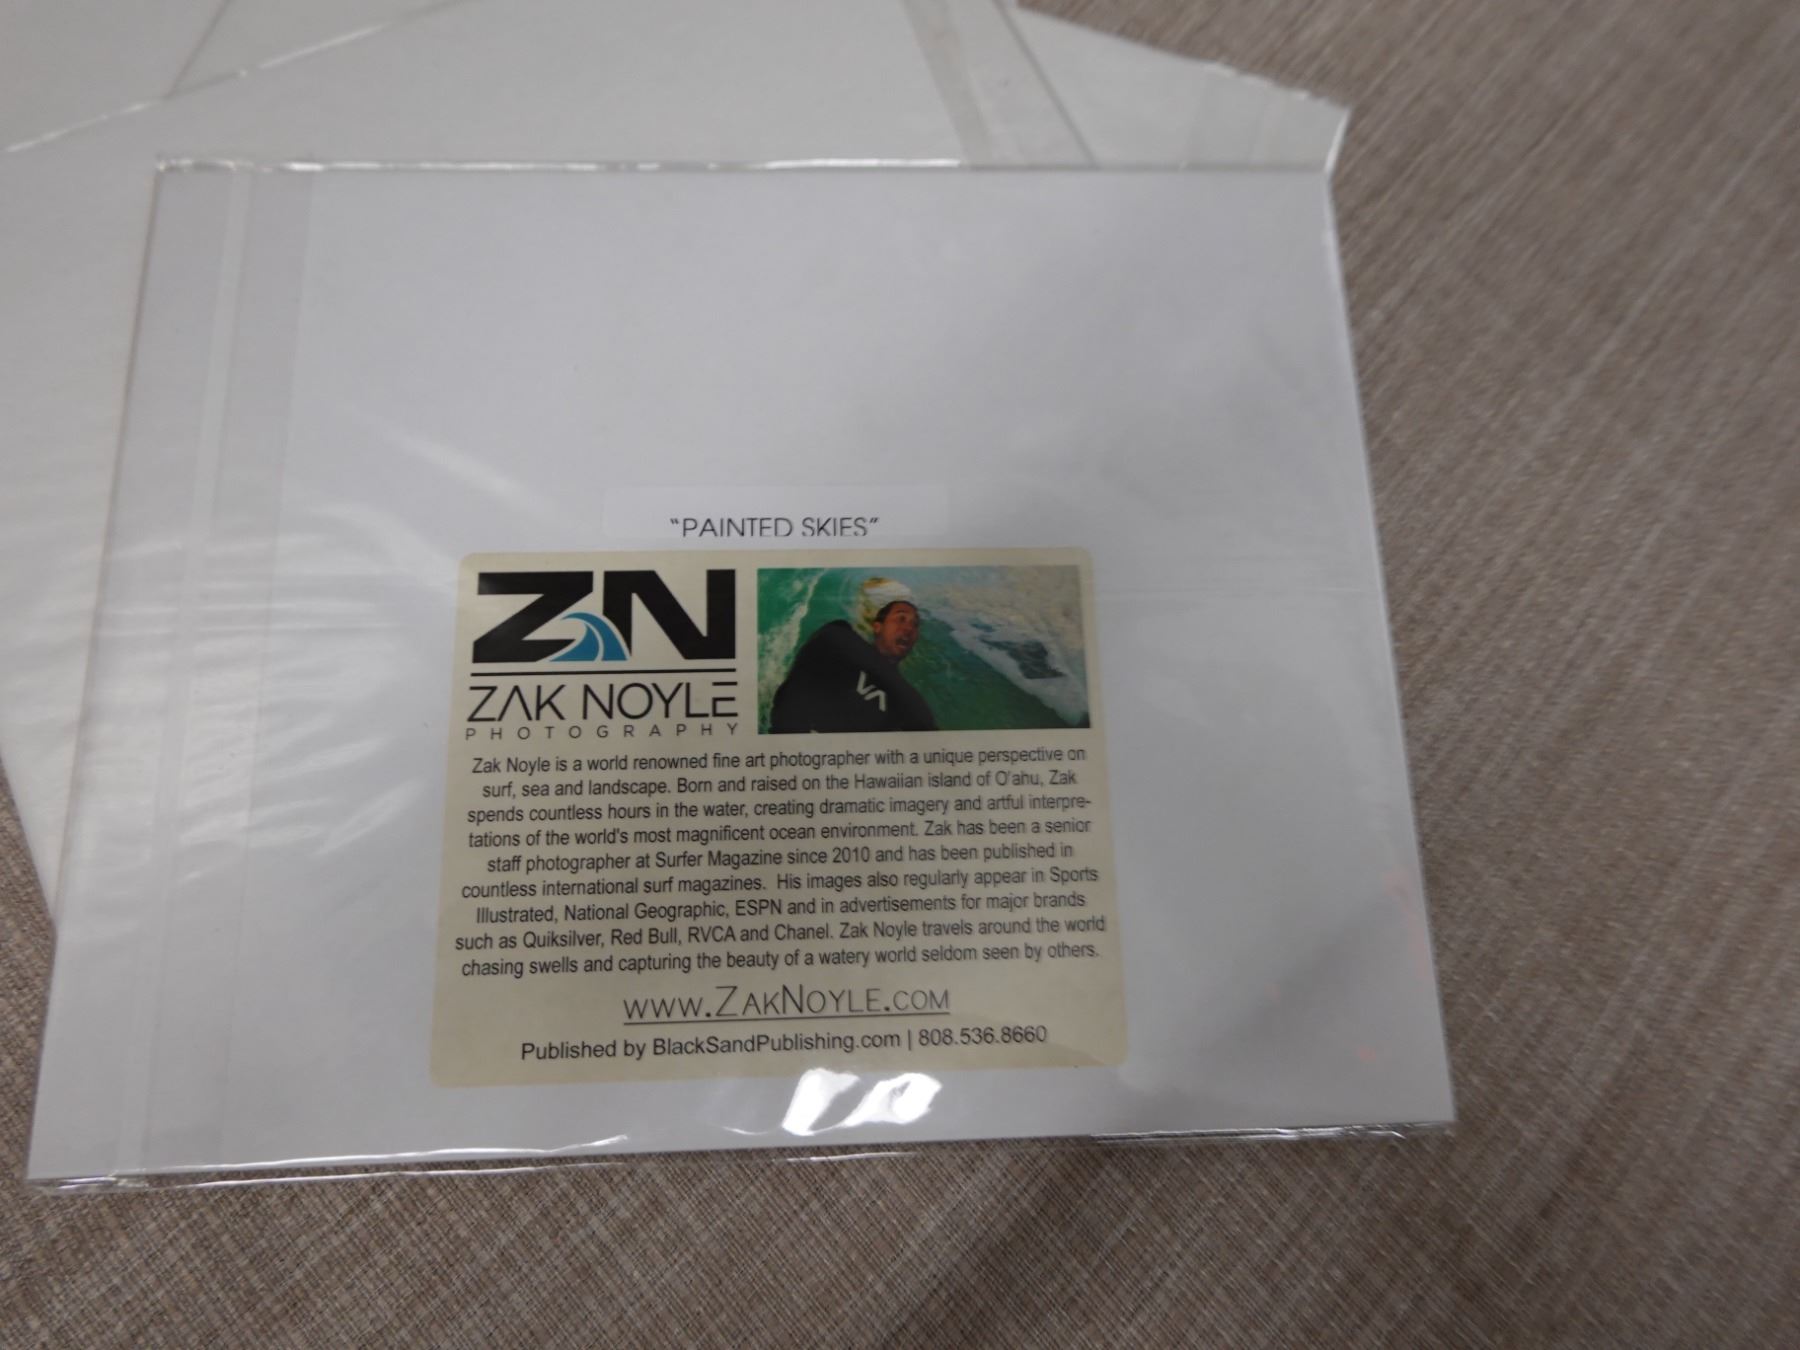 "PAINTED SKIES"
ZN
ZAK NOYLE
PHOTOGRAPHY
Zak Noyle is a world renowned fine art photographer with a unique perspective on
surf, sea and landscape. Born and raised on the Hawaiian island of O'ahu, Zak
spends countless hours in the water, creating dramatic imagery and artful interpre-
tations of the world's most magnificent ocean environment. Zak has been a senior
staff photographer at Surfer Magazine since 2010 and has been published in
countless international surf magazines. His images also regularly appear in Sports
Illustrated, National Geographic, ESPN and in advertisements for major brands
such as Quiksilver, Red Bull, RVCA and Chanel. Zak Noyle travels around the world
chasing swells and capturing the beauty of a watery world seldom seen by others.
WWW.ZAKNOYLE.COM
Published by BlackSandPublishing.com | 808.536.8660